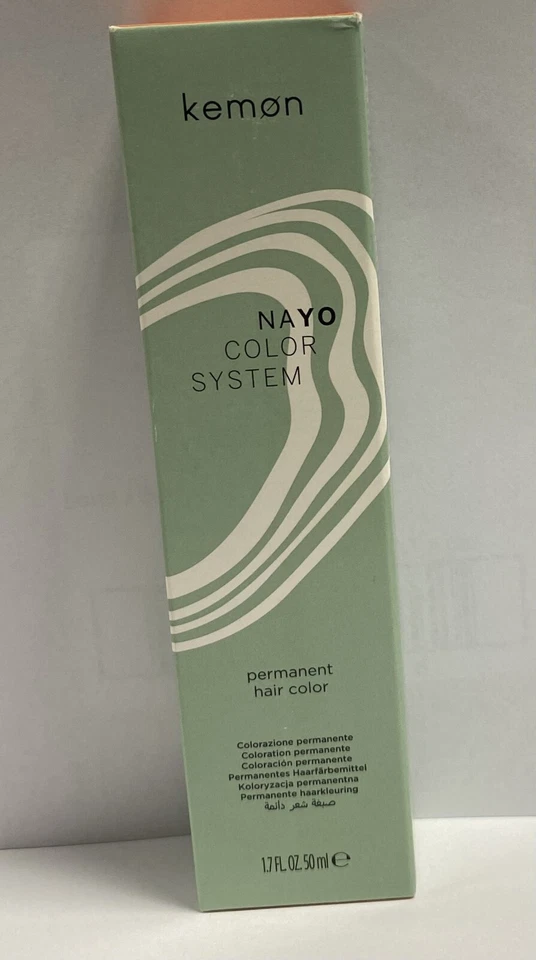 kemøn
NAYO
COLOR
SYSTEM
permanent
hair color
Colorazione permanente
Coloration permanente
Coloración permanente
Permanentes Haarfärbemittel
Koloryzacja permanentna
Permanente haarkleuring
صبغة شعر دائمة
1.7 FL. OZ. 50 ml ℮